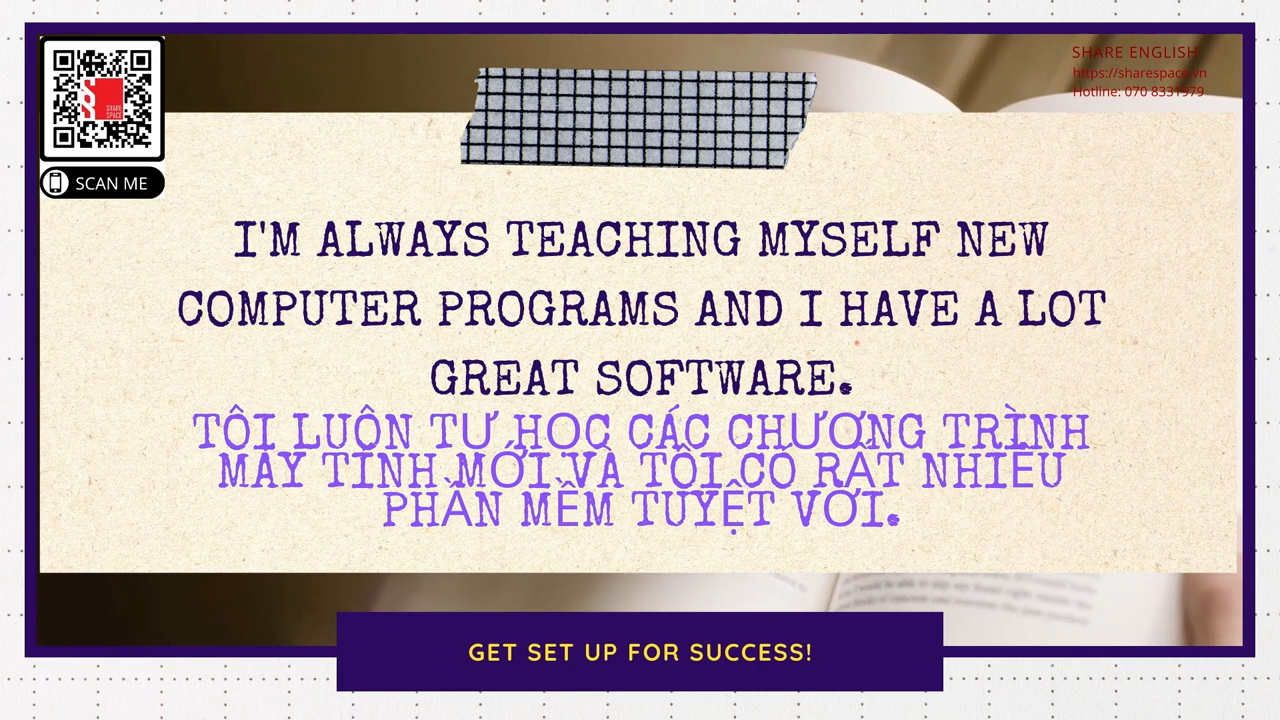 SHARE ENGLISH
https://sharespace.vn
Hotline: 070 8331979
SHARE
SPACE
SCAN ME
I'M ALWAYS TEACHING MYSELF NEW
COMPUTER PROGRAMS AND I HAVE A LOT
GREAT SOFTWARE.
TÔI LUÔN TỰ HỌC CÁC CHƯƠNG TRÌNH
MÁY TÍNH MỚI VÀ TÔI CÓ RẤT NHIỀU
PHẦN MỀM TUYỆT VỜI.
GET SET UP FOR SUCCESS!